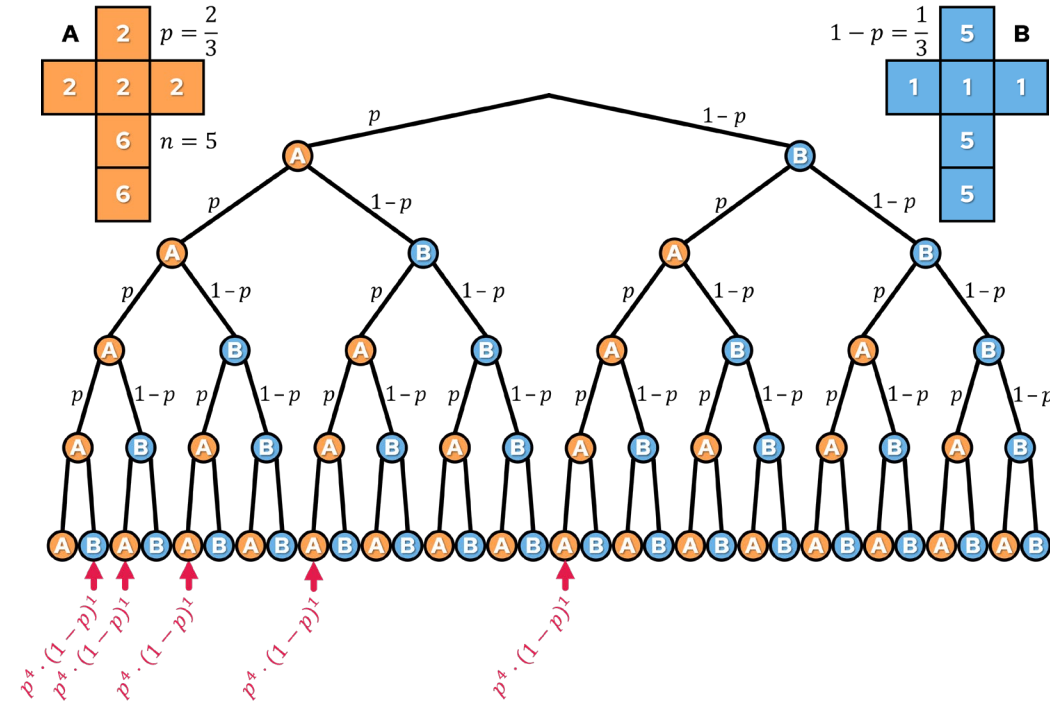 A
2
p = 2/3
2 2 2
6
n = 5
6
1 − p = 1/3
5
B
1 1 1
5
5
p
1− p
A B
p 1− p p 1− p
A B A B
p 1− p p 1− p p 1− p p 1− p
A B A B A B A B
p 1− p p 1− p p 1− p p 1− p p 1− p p 1− p p 1− p p 1− p
A B A B A B A B A B A B A B A B
A B A B A B A B A B A B A B A B A B A B A B A B A B A B A B A B
p⁴ · (1 − p)¹
p⁴ · (1 − p)¹
p⁴ · (1 − p)¹
p⁴ · (1 − p)¹
p⁴ · (1 − p)¹